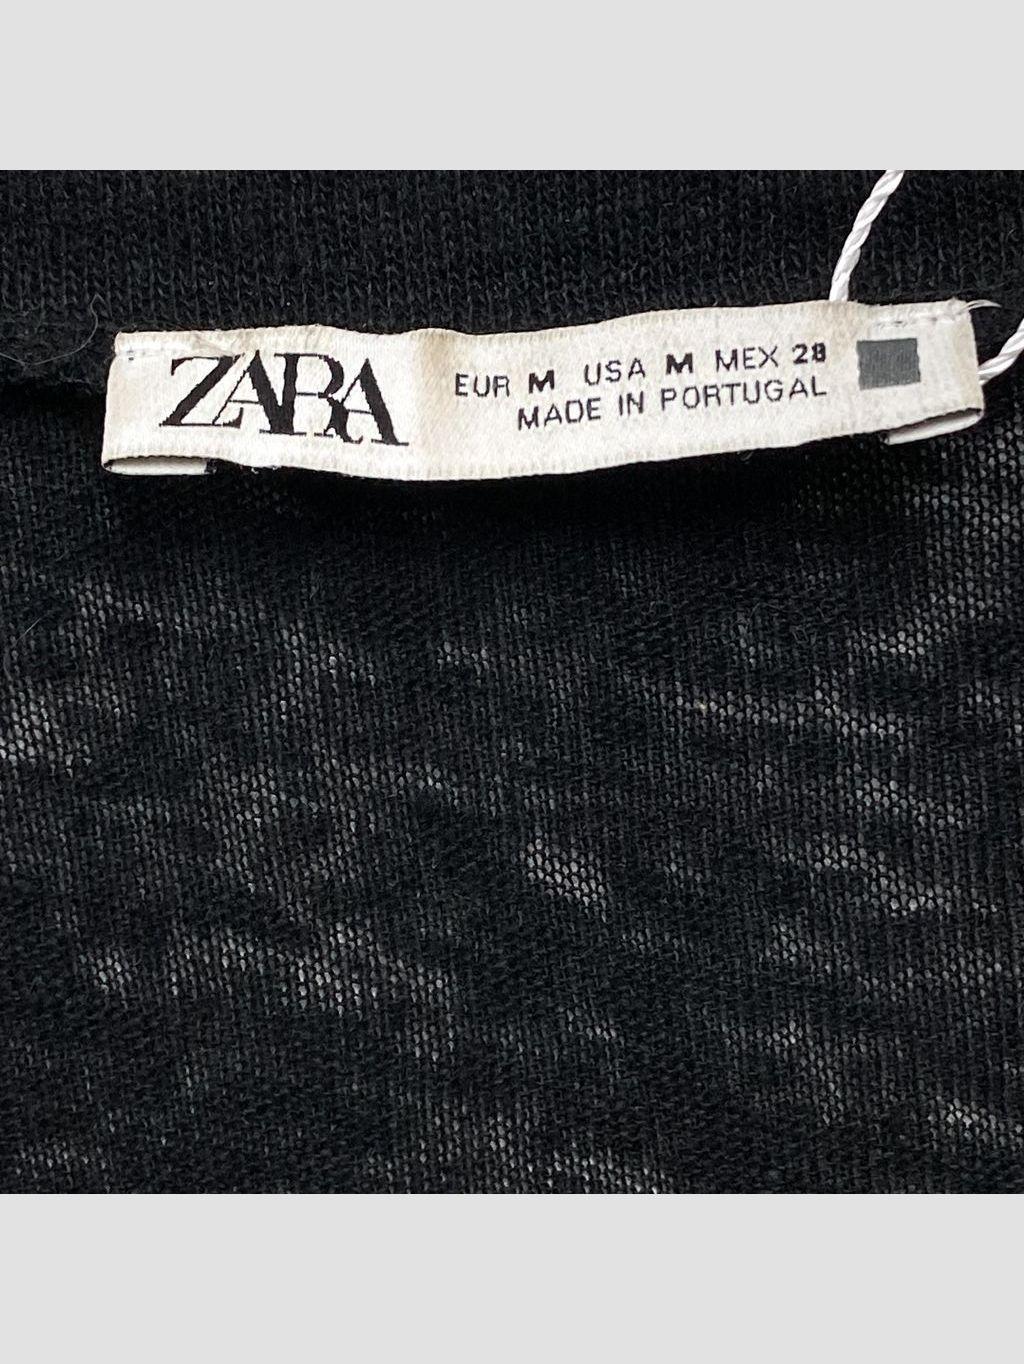 ZARA
EUR M USA M MEX 28
MADE IN PORTUGAL